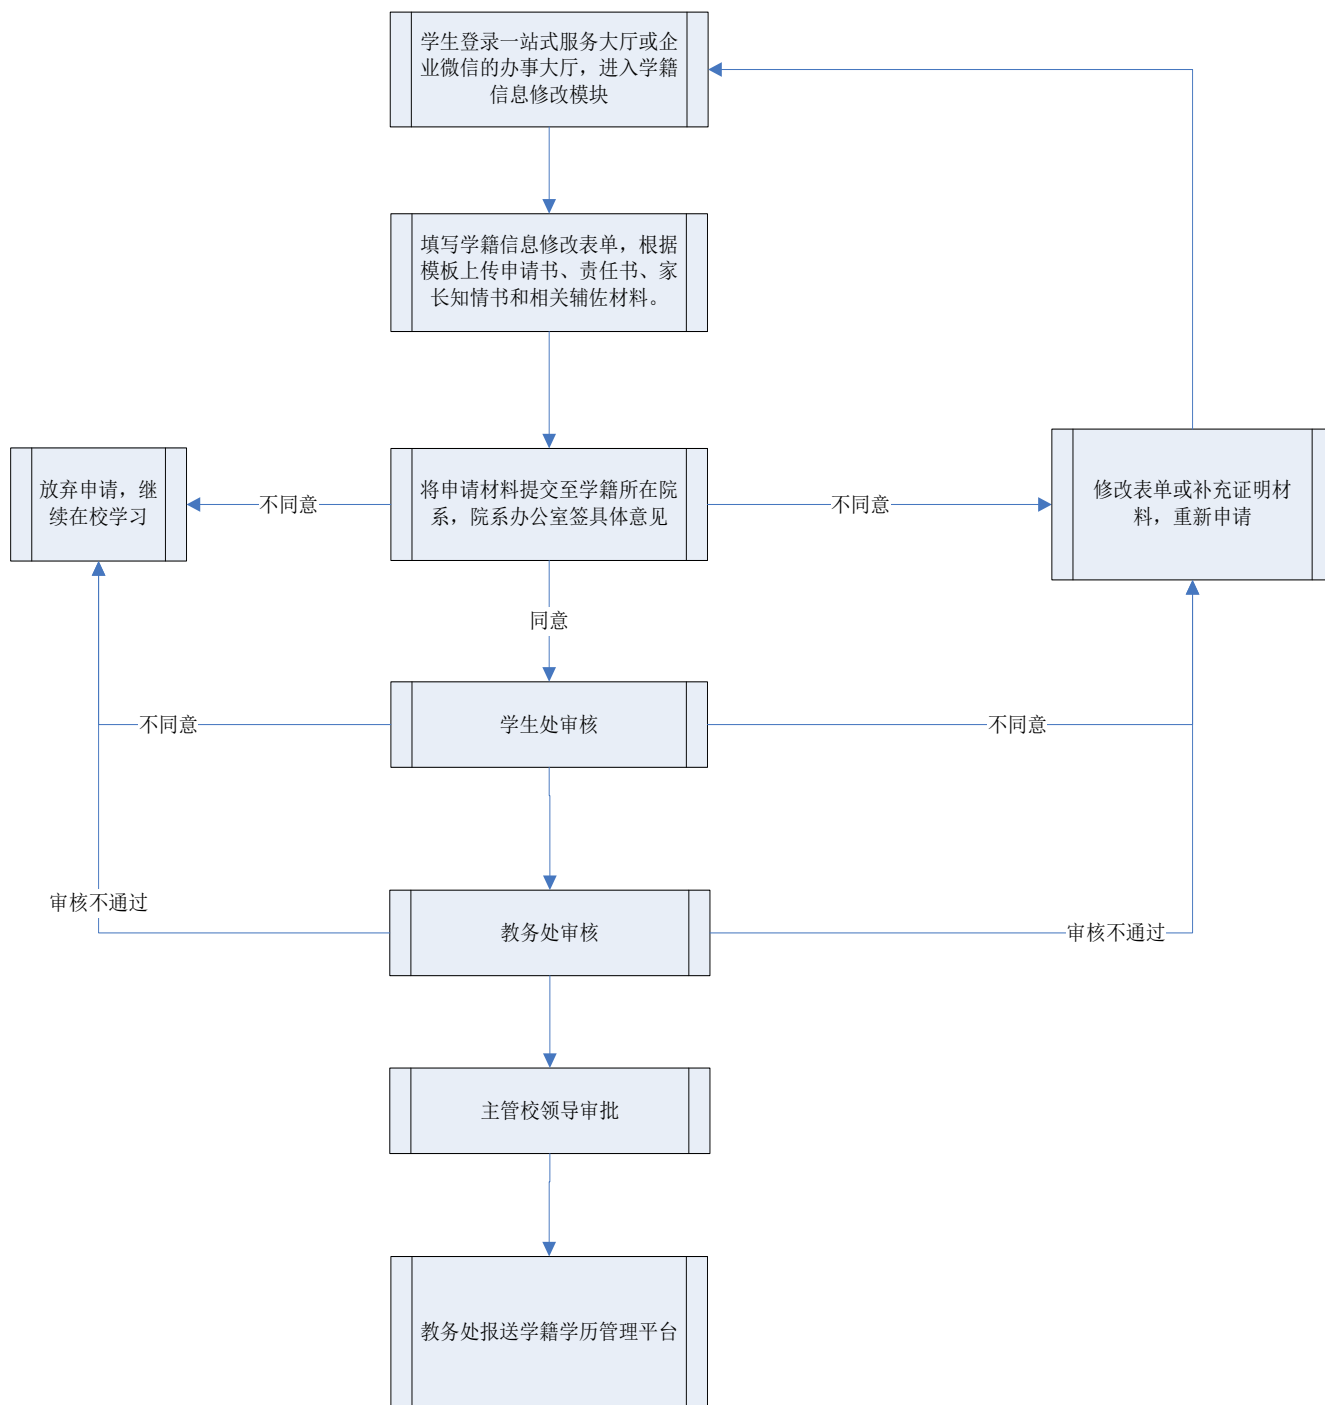 学生登录一站式服务大厅或企
业微信的办事大厅，进入学籍
信息修改模块
填写学籍信息修改表单，根据
模板上传申请书、责任书、家
长知情书和相关辅佐材料。
放弃申请，继
续在校学习
不同意
将申请材料提交至学籍所在院
系，院系办公室签具体意见
不同意
修改表单或补充证明材
料，重新申请
同意
不同意
学生处审核
不同意
审核不通过
教务处审核
审核不通过
主管校领导审批
教务处报送学籍学历管理平台